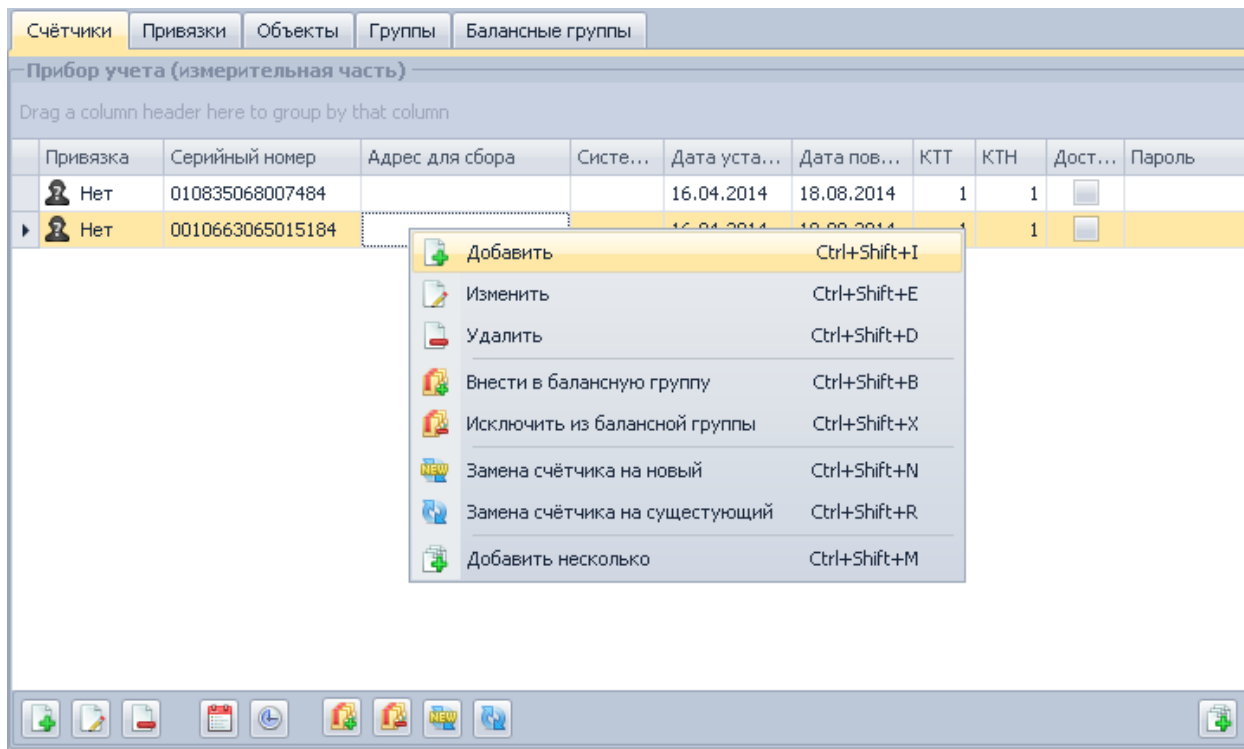 Счётчики Привязки Объекты Группы Балансные группы
Прибор учета (измерительная часть)
Drag a column header here to group by that column
Привязка Серийный номер Адрес для сбора Систе... Дата уста... Дата пов... КТТ КТН Дост... Пароль
Нет 010835068007484 16.04.2014 18.08.2014 1 1
Нет 0010663065015184 1
Добавить Ctrl+Shift+I
Изменить Ctrl+Shift+E
Удалить Ctrl+Shift+D
Внести в балансную группу Ctrl+Shift+B
Исключить из балансной группы Ctrl+Shift+X
NEW Замена счётчика на новый Ctrl+Shift+N
Замена счётчика на сущестующий Ctrl+Shift+R
Добавить несколько Ctrl+Shift+M
NEW